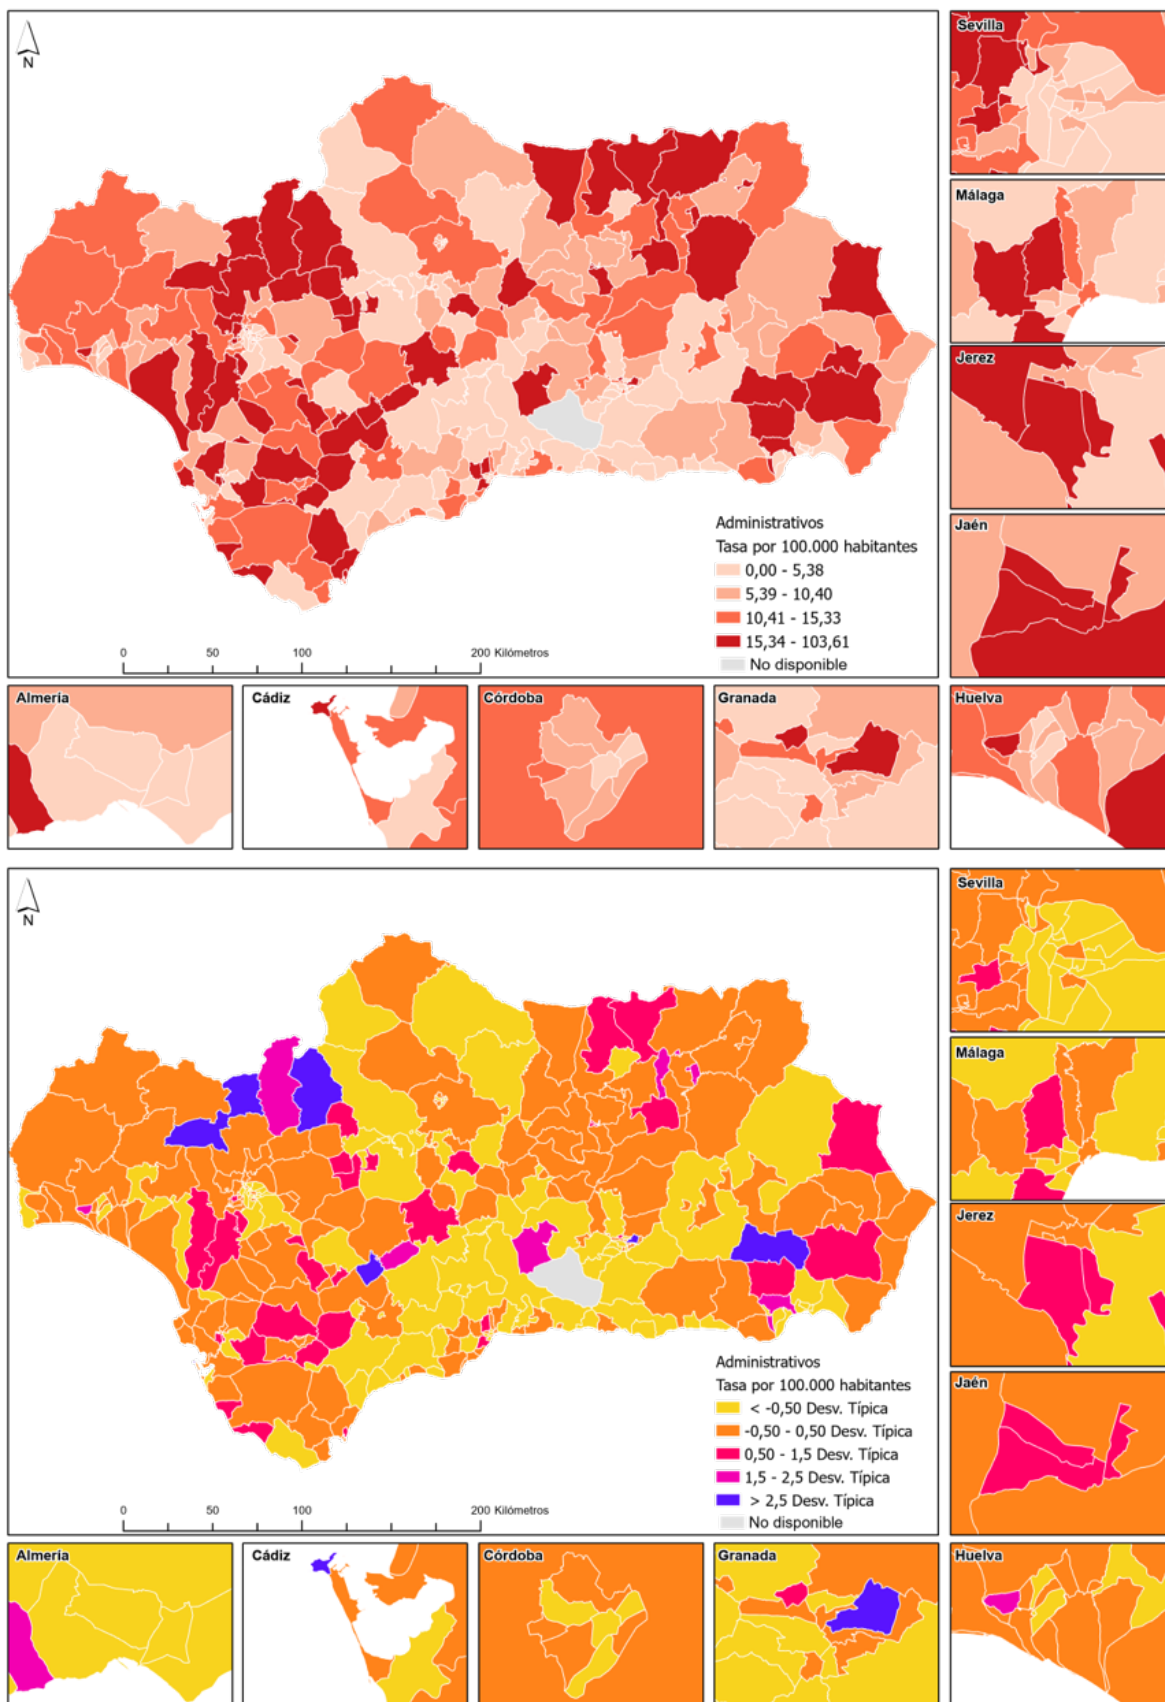 N
Sevilla
Málaga
Jerez
Jaén
Administrativos
Tasa por 100.000 habitantes
0,00 - 5,38
5,39 - 10,40
10,41 - 15,33
15,34 - 103,61
No disponible
0 50 100 200 Kilómetros
Almería
Cádiz
Córdoba
Granada
Huelva
N
Sevilla
Málaga
Jerez
Jaén
Administrativos
Tasa por 100.000 habitantes
< -0,50 Desv. Típica
-0,50 - 0,50 Desv. Típica
0,50 - 1,5 Desv. Típica
1,5 - 2,5 Desv. Típica
> 2,5 Desv. Típica
No disponible
0 50 100 200 Kilómetros
Almería
Cádiz
Córdoba
Granada
Huelva